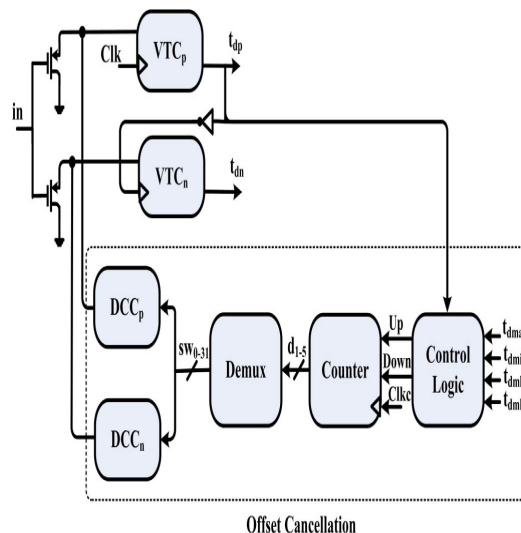 Clk
VTCp
tdp
in
VTCn
tdn
DCCp
sw0-31
Demux
d1-5
Counter
Up
Down
Clkc
Control
Logic
DCCn
Offset Cancellation